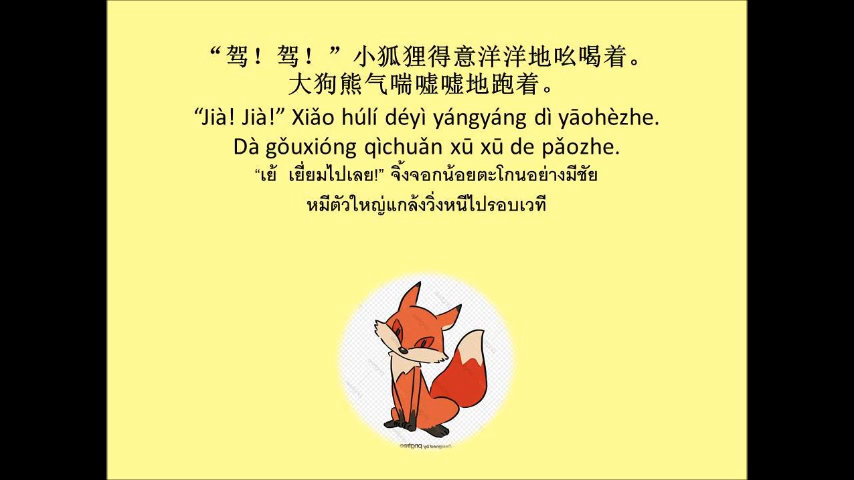 “驾！驾！”小狐狸得意洋洋地吆喝着。
大狗熊气喘嘘嘘地跑着。
“Jià! Jià!” Xiǎo húlí déyì yángyáng dì yāohèzhe.
Dà gǒuxióng qìchuǎn xū xū de pǎozhe.
“เย้ เยี่ยมไปเลย!” จิ้งจอกน้อยตะโกนอย่างมีชัย
หมีตัวใหญ่แกล้งวิ่งหนีไปรอบเวที